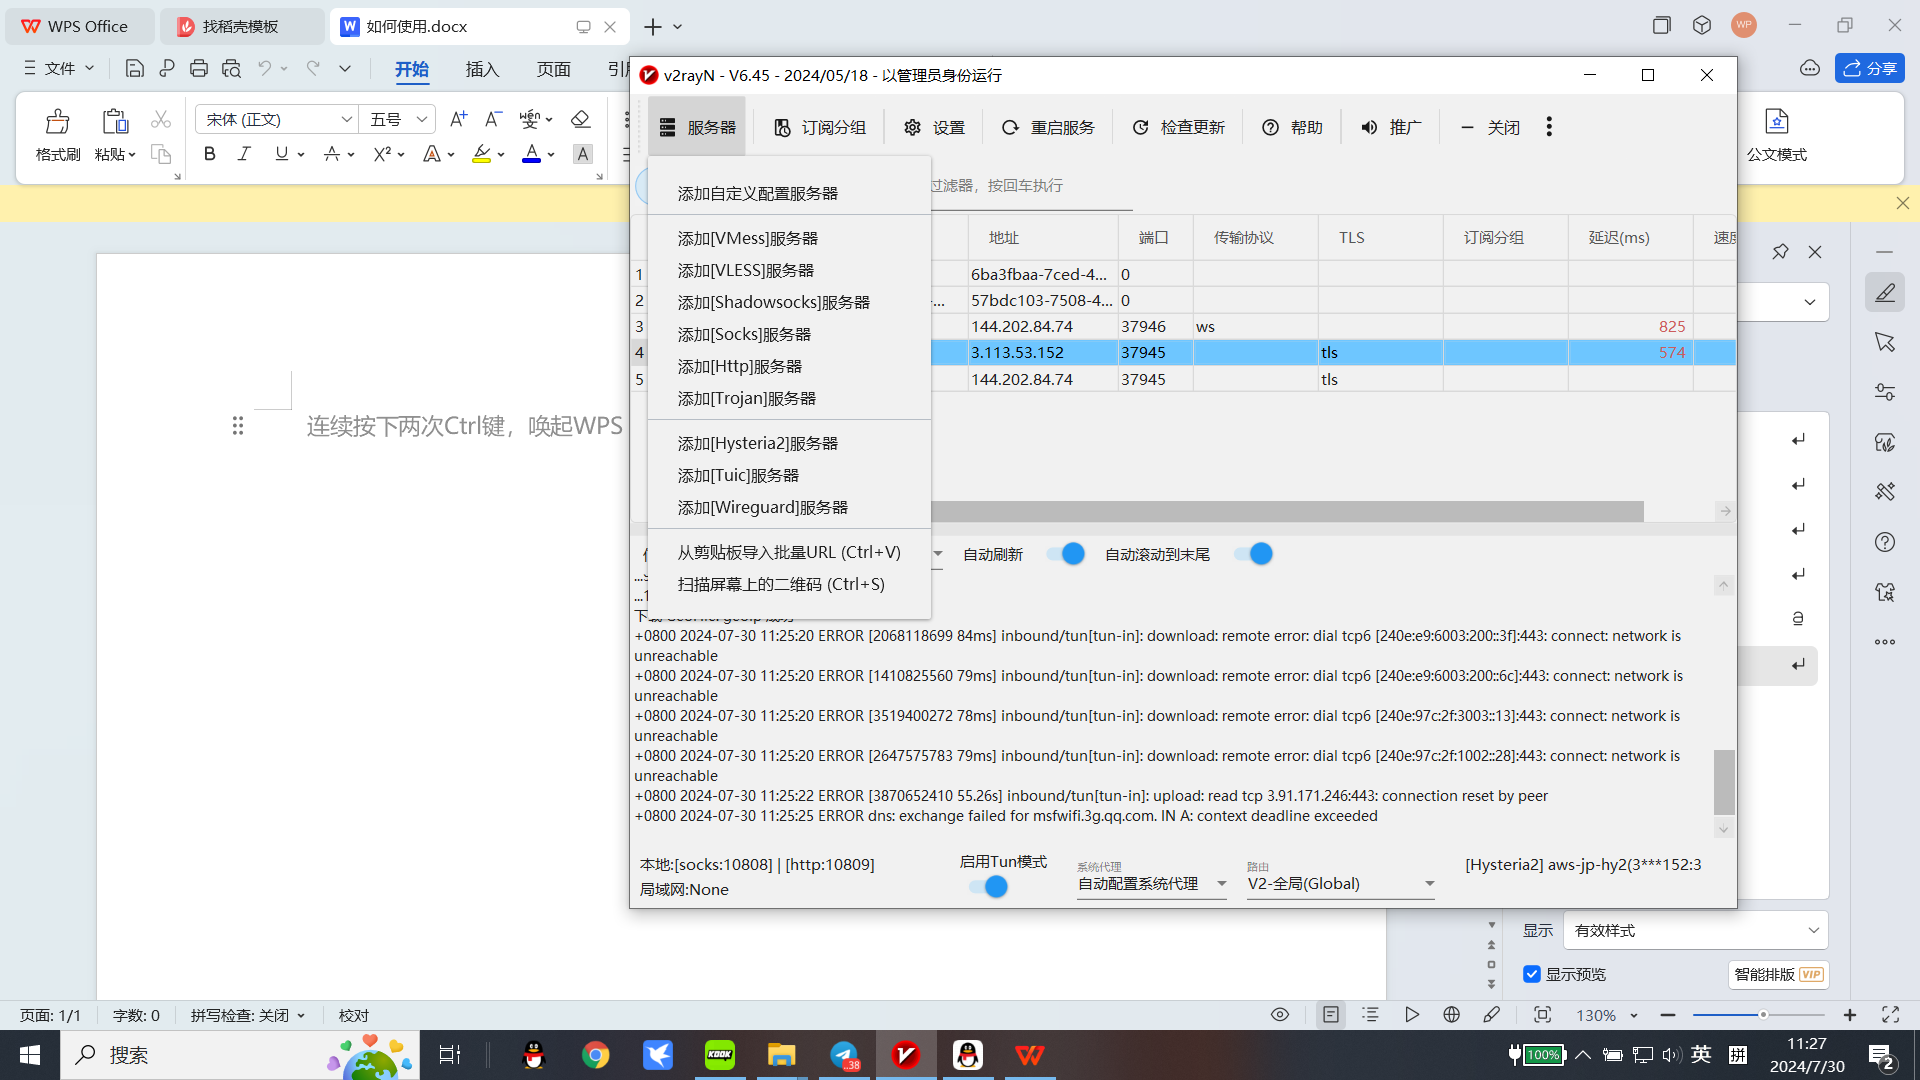 WPS Office
找稻壳模板
如何使用.docx
WP
文件
开始
插入
页面
分享
宋体 (正文)
五号
格式刷
粘贴
公文模式
v2rayN - V6.45 - 2024/05/18 - 以管理员身份运行
服务器
订阅分组
设置
重启服务
检查更新
帮助
推广
关闭
过滤器，按回车执行
添加自定义配置服务器
添加[VMess]服务器
添加[VLESS]服务器
添加[Shadowsocks]服务器
添加[Socks]服务器
添加[Http]服务器
添加[Trojan]服务器
添加[Hysteria2]服务器
添加[Tuic]服务器
添加[Wireguard]服务器
从剪贴板导入批量URL (Ctrl+V)
扫描屏幕上的二维码 (Ctrl+S)
地址 端口 传输协议 TLS 订阅分组 延迟(ms)
1 6ba3fbaa-7ced-4... 0
2 ... 57bdc103-7508-4... 0
3 144.202.84.74 37946 ws 825
4 3.113.53.152 37945 tls 574
5 144.202.84.74 37945 tls
自动刷新
自动滚动到末尾
+0800 2024-07-30 11:25:20 ERROR [2068118699 84ms] inbound/tun[tun-in]: download: remote error: dial tcp6 [240e:e9:6003:200::3f]:443: connect: network is
unreachable
+0800 2024-07-30 11:25:20 ERROR [1410825560 79ms] inbound/tun[tun-in]: download: remote error: dial tcp6 [240e:e9:6003:200::6c]:443: connect: network is
unreachable
+0800 2024-07-30 11:25:20 ERROR [3519400272 78ms] inbound/tun[tun-in]: download: remote error: dial tcp6 [240e:97c:2f:3003::13]:443: connect: network is
unreachable
+0800 2024-07-30 11:25:20 ERROR [2647575783 79ms] inbound/tun[tun-in]: download: remote error: dial tcp6 [240e:97c:2f:1002::28]:443: connect: network is
unreachable
+0800 2024-07-30 11:25:22 ERROR [3870652410 55.26s] inbound/tun[tun-in]: upload: read tcp 3.91.171.246:443: connection reset by peer
+0800 2024-07-30 11:25:25 ERROR dns: exchange failed for msfwifi.3g.qq.com. IN A: context deadline exceeded
本地:[socks:10808] | [http:10809]
局域网:None
启用Tun模式
系统代理
自动配置系统代理
路由
V2-全局(Global)
[Hysteria2] aws-jp-hy2(3***152:3
连续按下两次Ctrl键，唤起WPS
显示
有效样式
显示预览
智能排版 VIP
页面: 1/1
字数: 0
拼写检查: 关闭
校对
130%
搜索
KOOK
..38
100%
英
拼
11:27
2024/7/30
2